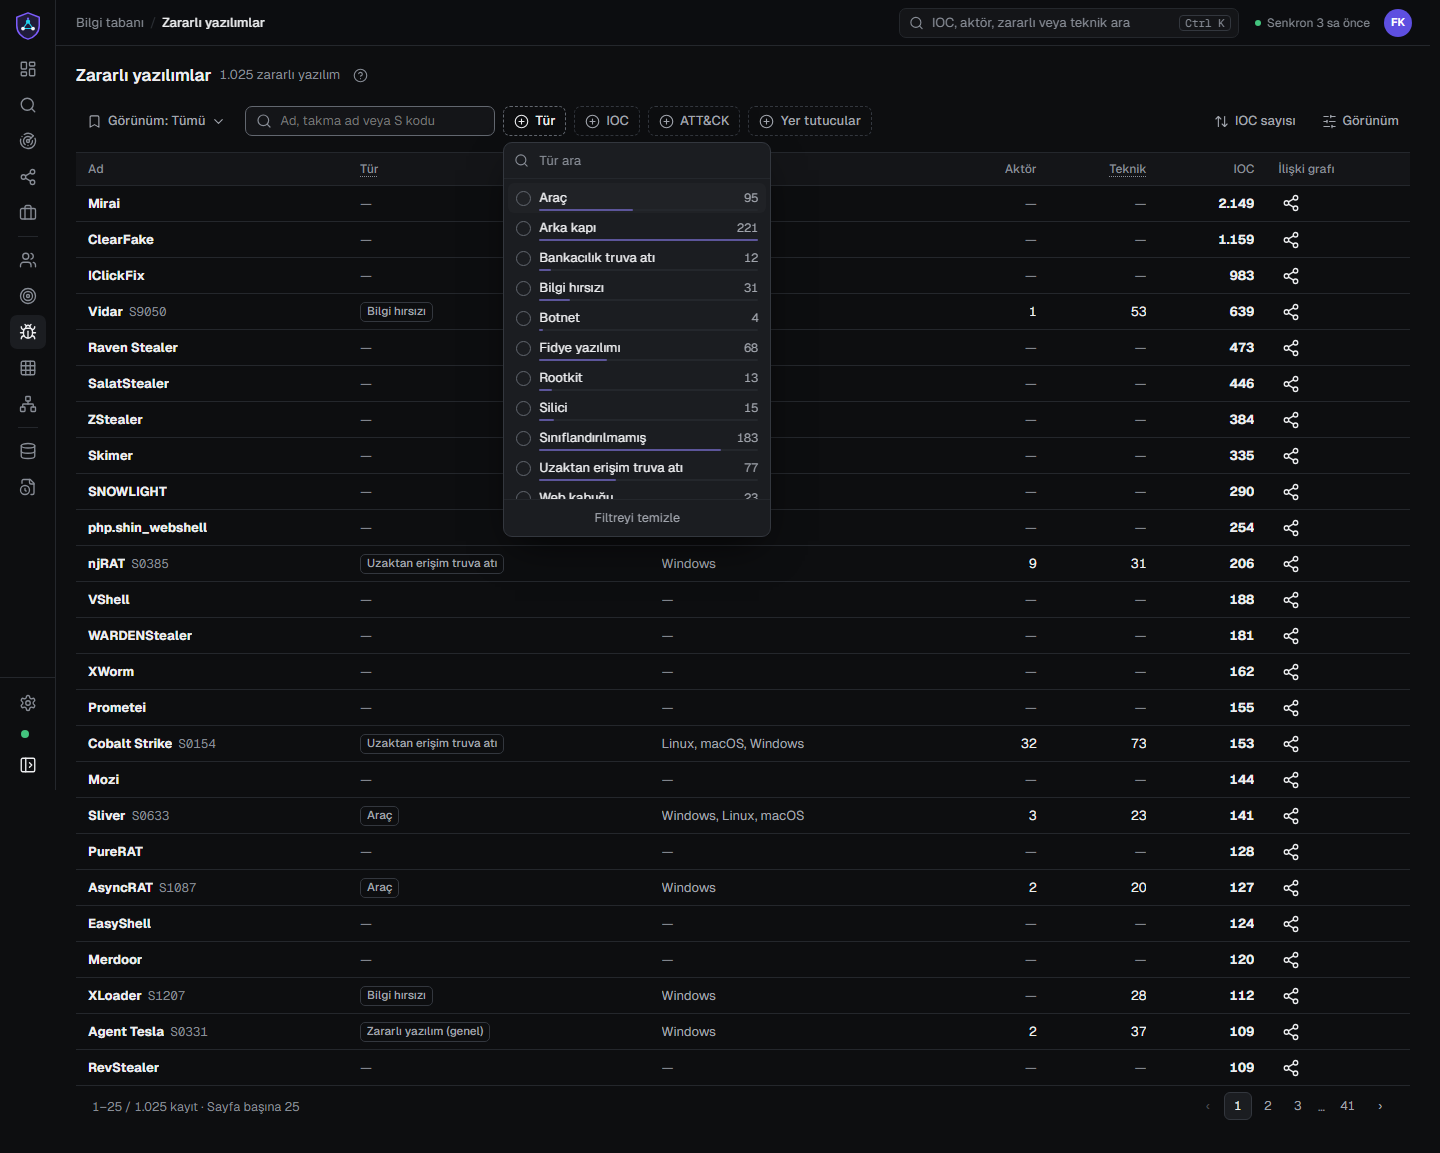 Bilgi tabanı / Zararlı yazılımlar
IOC, aktör, zararlı veya teknik ara Ctrl K
Senkron 3 sa önce FK
Zararlı yazılımlar 1.025 zararlı yazılım
Görünüm: Tümü Ad, takma ad veya S kodu Tür IOC ATT&CK Yer tutucular IOC sayısı Görünüm
Ad Tür Aktör Teknik IOC İlişki grafı
Tür ara
Araç 95
Arka kapı 221
Bankacılık truva atı 12
Bilgi hırsızı 31
Botnet 4
Fidye yazılımı 68
Rootkit 13
Silici 15
Sınıflandırılmamış 183
Uzaktan erişim truva atı 77
Web kabuğu 23
Filtreyi temizle
Mirai — — — 2.149
ClearFake — — — 1.159
IClickFix — — — 983
Vidar S9050 Bilgi hırsızı 1 53 639
Raven Stealer — — — 473
SalatStealer — — — 446
ZStealer — — — 384
Skimer — — — 335
SNOWLIGHT — — — 290
php.shin_webshell — — — 254
njRAT S0385 Uzaktan erişim truva atı Windows 9 31 206
VShell — — — — 188
WARDENStealer — — — — 181
XWorm — — — — 162
Prometei — — — — 155
Cobalt Strike S0154 Uzaktan erişim truva atı Linux, macOS, Windows 32 73 153
Mozi — — — — 144
Sliver S0633 Araç Windows, Linux, macOS 3 23 141
PureRAT — — — — 128
AsyncRAT S1087 Araç Windows 2 20 127
EasyShell — — — — 124
Merdoor — — — — 120
XLoader S1207 Bilgi hırsızı Windows — 28 112
Agent Tesla S0331 Zararlı yazılım (genel) Windows 2 37 109
RevStealer — — — — 109
1–25 / 1.025 kayıt · Sayfa başına 25 ‹ 1 2 3 … 41 ›